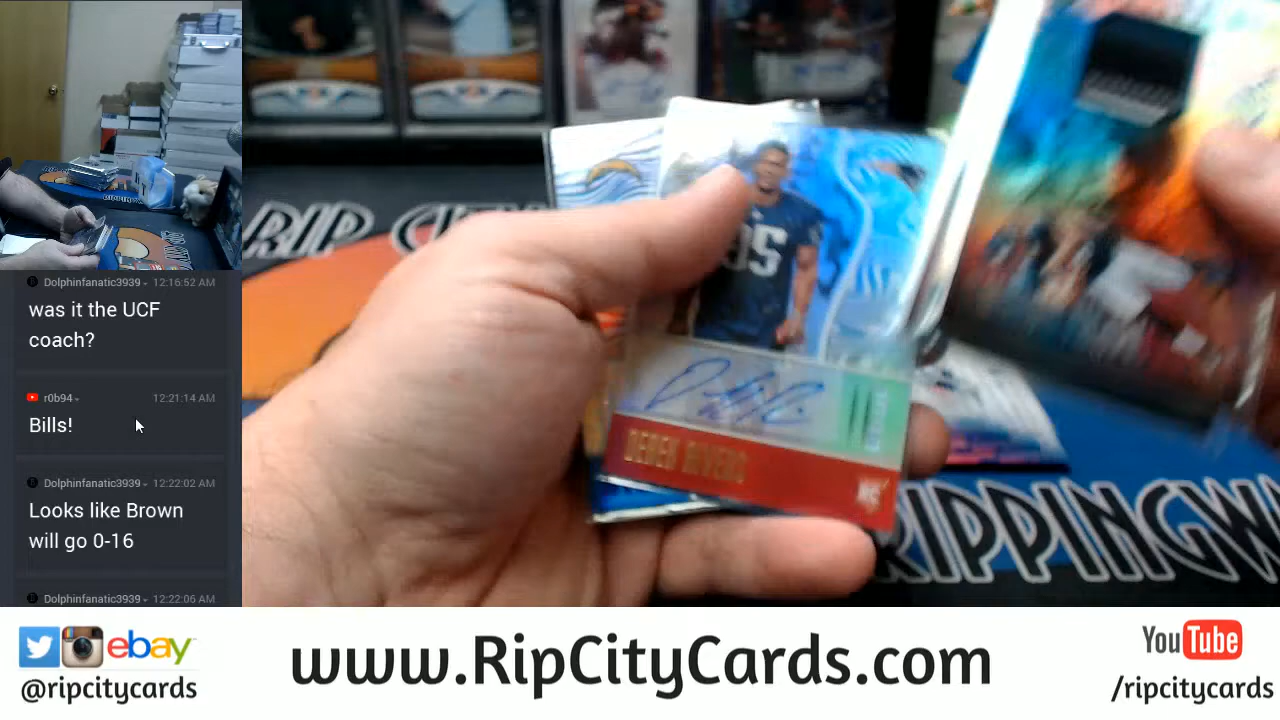 Dolphinfanatic3939 12:16:52 AM
was it the UCF
coach?
r0b94 12:21:14 AM
Bills!
Dolphinfanatic3939 12:22:02 AM
Looks like Brown
will go 0-16
Dolphinfanatic3939 12:22:06 AM
RIP
95
DEREK RIVERS
RIPPINGW
ebay
@ripcitycards
www.RipCityCards.com
YouTube
/ripcitycards